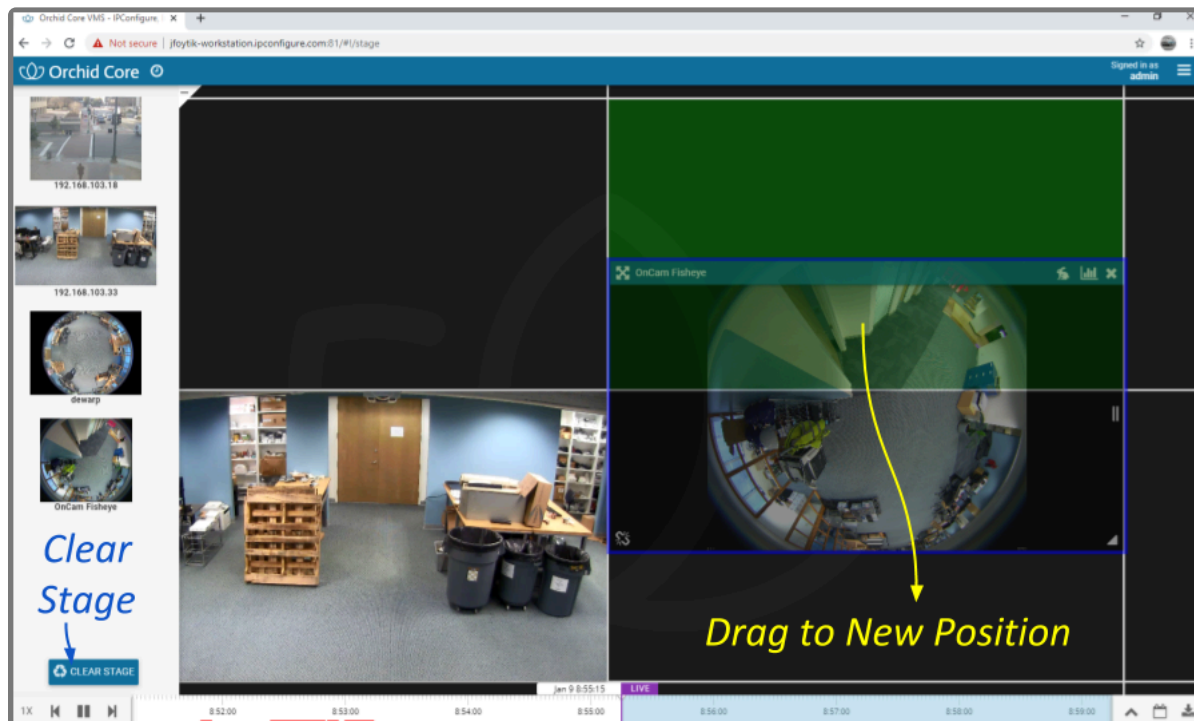 Orchid Core VMS - IPConfigure,
Not secure | jfoytik-workstation.ipconfigure.com:81/#!/stage
Orchid Core
Signed in as
admin
192.168.103.18
192.168.103.33
dewarp
OnCam Fisheye
OnCam Fisheye
Clear
Stage
Drag to New Position
CLEAR STAGE
Jan 9 8:55:15
LIVE
1X
8:52:00
8:53:00
8:54:00
8:55:00
8:56:00
8:57:00
8:58:00
8:59:00